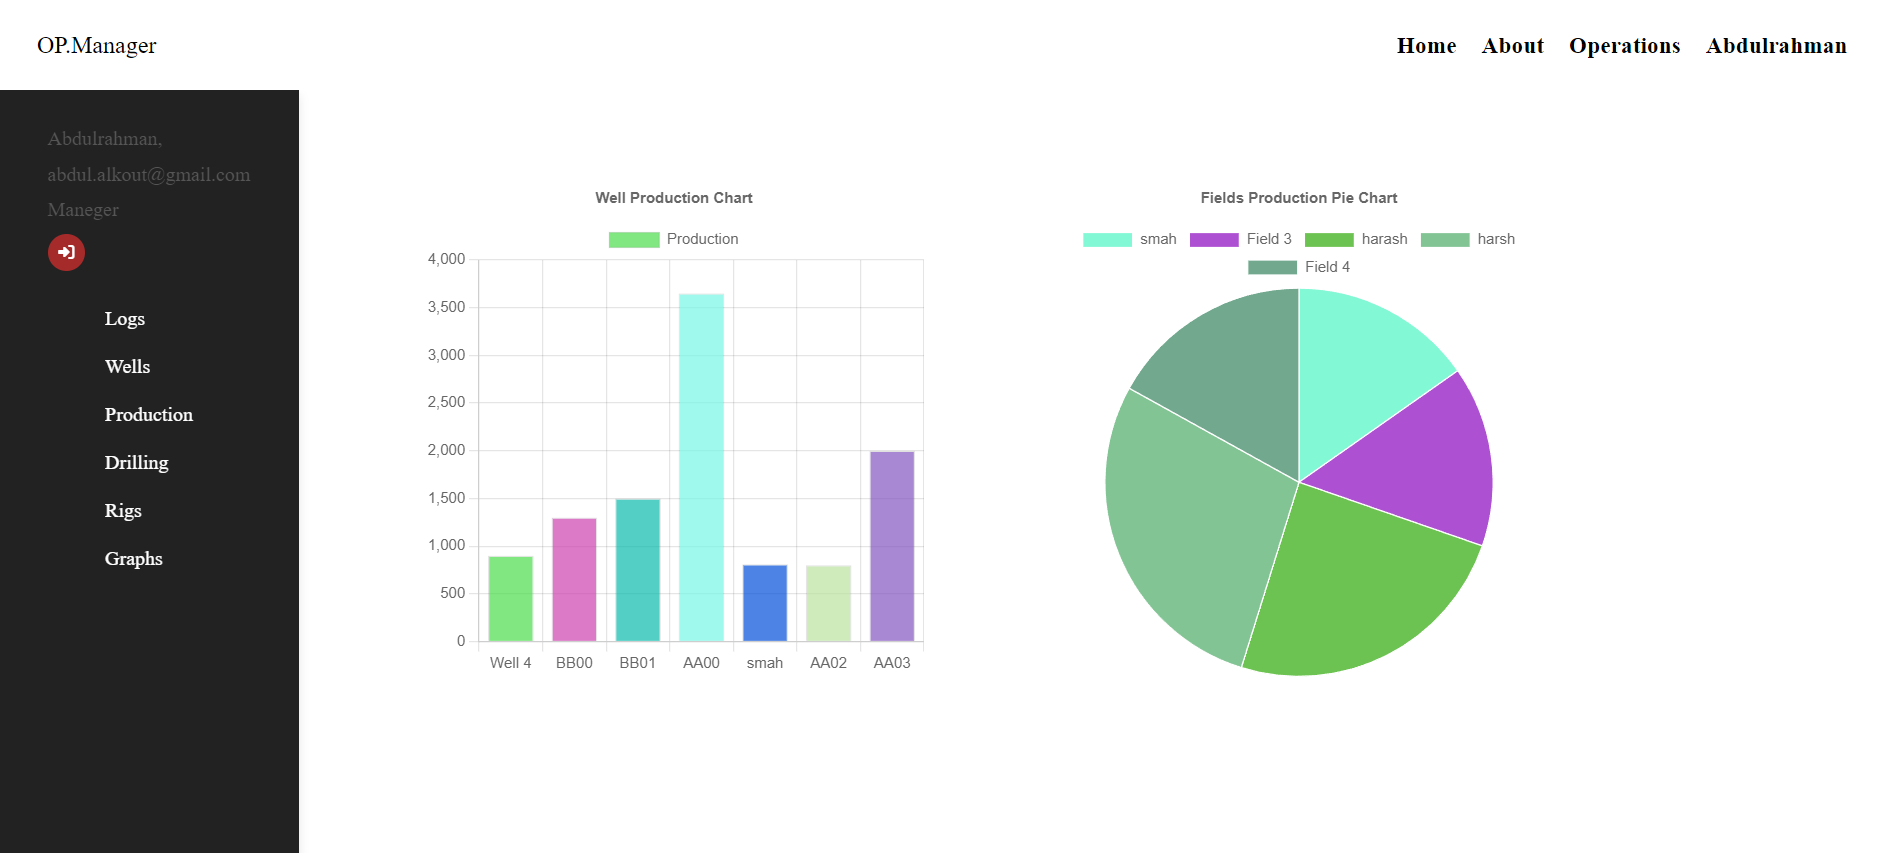 OP.Manager
Home About Operations Abdulrahman
Abdulrahman,
abdul.alkout@gmail.com
Maneger
Logs
Wells
Production
Drilling
Rigs
Graphs
Well Production Chart
Production
4,000
3,500
3,000
2,500
2,000
1,500
1,000
500
0
Well 4 BB00 BB01 AA00 smah AA02 AA03
Fields Production Pie Chart
smah Field 3 harash harsh
Field 4